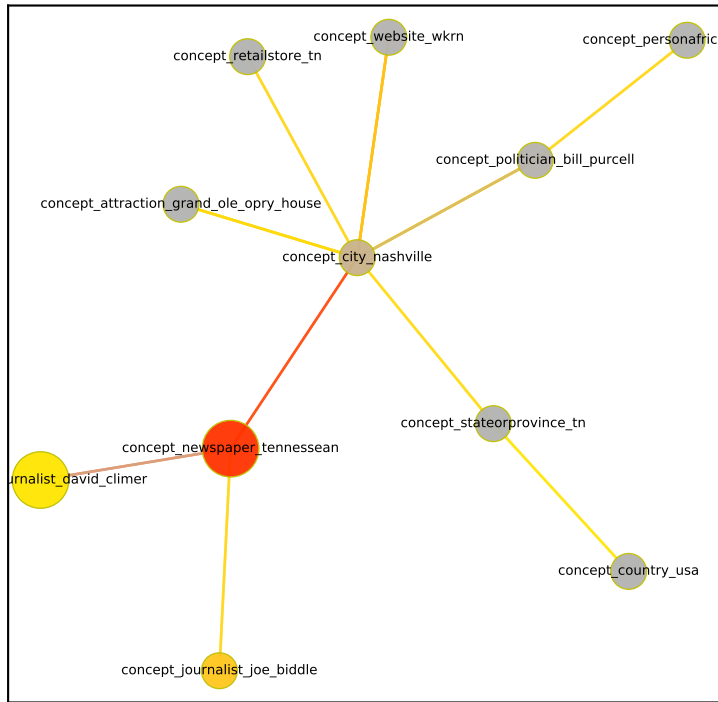 concept_website_wkrn
concept_personafric
concept_retailstore_tn
concept_politician_bill_purcell
concept_attraction_grand_ole_opry_house
concept_city_nashville
concept_stateorprovince_tn
concept_newspaper_tennessean
urnalist_david_climer
concept_country_usa
concept_journalist_joe_biddle